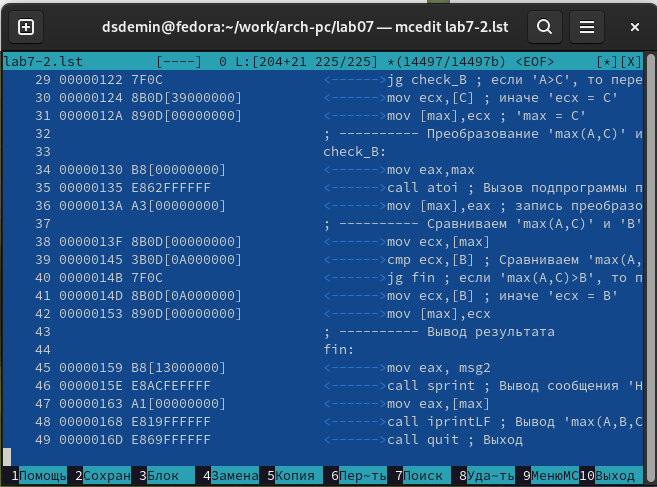 dsdemin@fedora:~/work/arch-pc/lab07 — mcedit lab7-2.lst
lab7-2.lst [----] 0 L:[204+21 225/225] *(14497/14497b) <EOF> [*][X]
29 00000122 7F0C <------>jg check_B ; если 'A>C', то пере
30 00000124 8B0D[39000000] <------>mov ecx,[C] ; иначе 'ecx = C'
31 0000012A 890D[00000000] <------>mov [max],ecx ; 'max = C'
32 ; ---------- Преобразование 'max(A,C)' и
33 check_B:
34 00000130 B8[00000000] <------>mov eax,max
35 00000135 E862FFFFFF <------>call atoi ; Вызов подпрограммы п
36 0000013A A3[00000000] <------>mov [max],eax ; запись преобразо
37 ; ---------- Сравниваем 'max(A,C)' и 'B'
38 0000013F 8B0D[00000000] <------>mov ecx,[max]
39 00000145 3B0D[0A000000] <------>cmp ecx,[B] ; Сравниваем 'max(A,
40 0000014B 7F0C <------>jg fin ; если 'max(A,C)>B', то п
41 0000014D 8B0D[0A000000] <------>mov ecx,[B] ; иначе 'ecx = B'
42 00000153 890D[00000000] <------>mov [max],ecx
43 ; ---------- Вывод результата
44 fin:
45 00000159 B8[13000000] <------>mov eax, msg2
46 0000015E E8ACFEFFFF <------>call sprint ; Вывод сообщения 'Н
47 00000163 A1[00000000] <------>mov eax,[max]
48 00000168 E819FFFFFF <------>call iprintLF ; Вывод 'max(A,B,C
49 0000016D E869FFFFFF <------>call quit ; Выход
1Помощь 2Сохран 3Блок 4Замена 5Копия 6Пер~ть 7Поиск 8Уда~ть 9МенюMC 10Выход